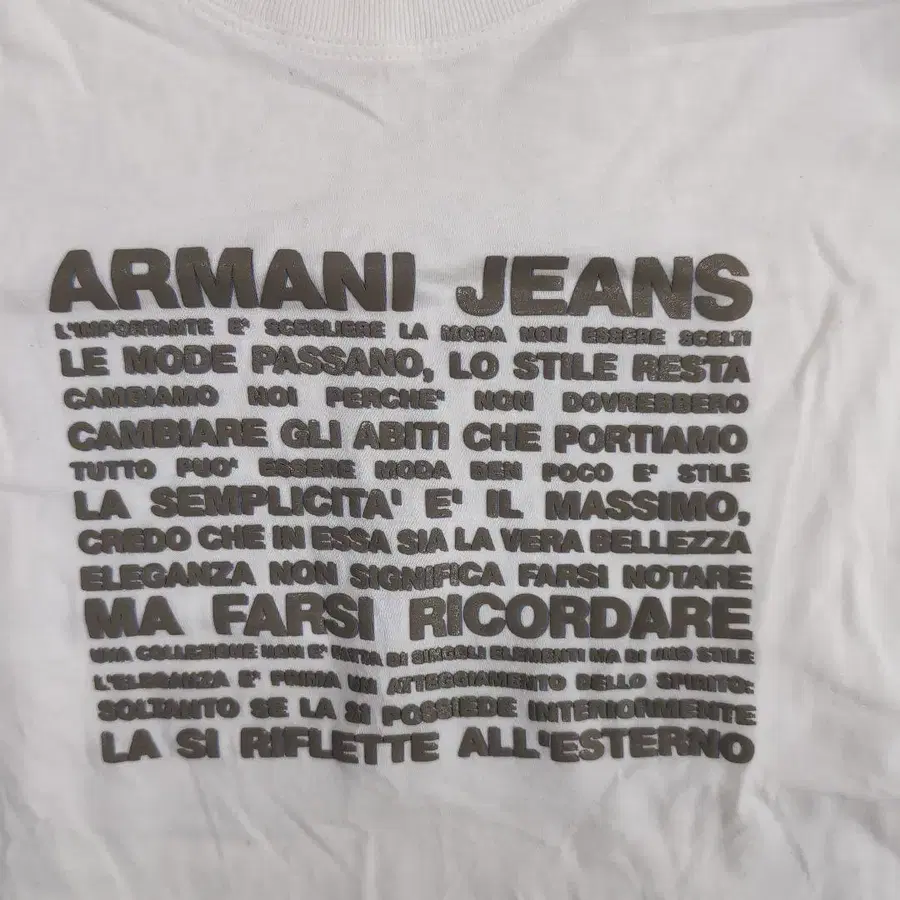 ARMANI JEANS
L'IMPORTANTE E' SCEGLIERE LA MODA NON ESSERE SCELTI
LE MODE PASSANO, LO STILE RESTA
CAMBIAMO NOI PERCHE' NON DOVREBBERO
CAMBIARE GLI ABITI CHE PORTIAMO
TUTTO PUO' ESSERE MODA BEN POCO E' STILE
LA SEMPLICITA' E' IL MASSIMO,
CREDO CHE IN ESSA SIA LA VERA BELLEZZA
ELEGANZA NON SIGNIFICA FARSI NOTARE
MA FARSI RICORDARE
UNA COLLEZIONE NON E' FATTA DI SINGOLI ELEMENTI MA DI UNO STILE
L'ELEGANZA E' PRIMA UN ATTEGGIAMENTO DELLO SPIRITO:
SOLTANTO SE LA SI POSSIEDE INTERIORMENTE
LA SI RIFLETTE ALL'ESTERNO